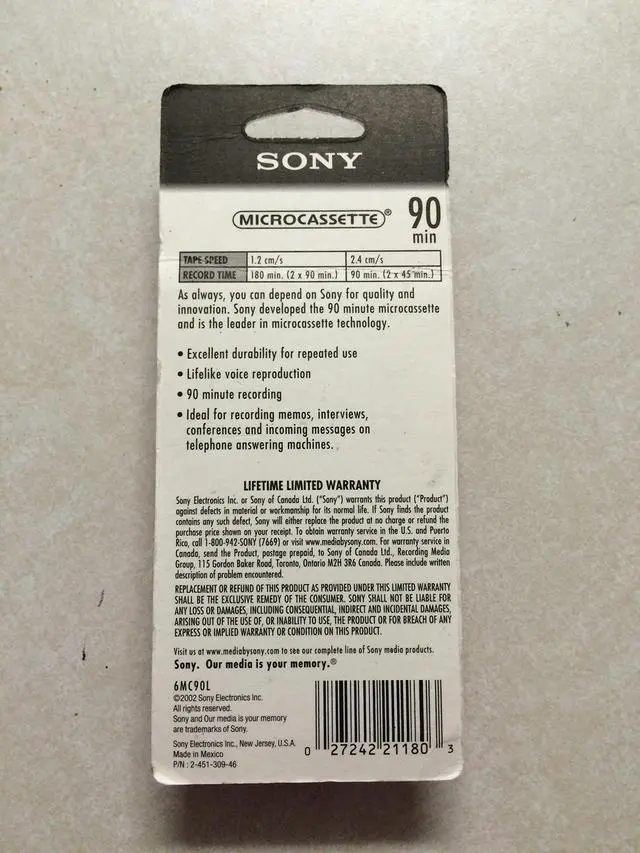 SONY
MICROCASSETTE® 90
min
TAPE SPEED 1.2 cm/s 2.4 cm/s
RECORD TIME 180 min. (2 x 90 min.) 90 min. (2 x 45 min.)
As always, you can depend on Sony for quality and
innovation. Sony developed the 90 minute microcassette
and is the leader in microcassette technology.
• Excellent durability for repeated use
• Lifelike voice reproduction
• 90 minute recording
• Ideal for recording memos, interviews,
conferences and incoming messages on
telephone answering machines.
LIFETIME LIMITED WARRANTY
Sony Electronics Inc. or Sony of Canada Ltd. ("Sony") warrants this product ("Product")
against defects in material or workmanship for its normal life. If Sony finds the product
contains any such defect, Sony will either replace the product at no charge or refund the
purchase price shown on your receipt. To obtain warranty service in the U.S. and Puerto
Rico, call 1-800-942-SONY (7669) or visit www.mediabysony.com. For warranty service in
Canada, send the Product, postage prepaid, to Sony of Canada Ltd., Recording Media
Group, 115 Gordon Baker Road, Toronto, Ontario M2H 3R6 Canada. Please include written
description of problem encountered.
REPLACEMENT OR REFUND OF THIS PRODUCT AS PROVIDED UNDER THIS LIMITED WARRANTY
SHALL BE THE EXCLUSIVE REMEDY OF THE CONSUMER. SONY SHALL NOT BE LIABLE FOR
ANY LOSS OR DAMAGES, INCLUDING CONSEQUENTIAL, INDIRECT AND INCIDENTAL DAMAGES,
ARISING OUT OF THE USE OF, OR INABILITY TO USE, THE PRODUCT OR FOR BREACH OF ANY
EXPRESS OR IMPLIED WARRANTY OR CONDITION ON THIS PRODUCT.
Visit us at www.mediabysony.com to see our complete line of Sony media products.
Sony. Our media is your memory.®
6MC90L
©2002 Sony Electronics Inc.
All rights reserved.
Sony and Our media is your memory
are trademarks of Sony.
Sony Electronics Inc., New Jersey, U.S.A.
Made in Mexico
P/N : 2-451-309-46
0 27242 21180 3